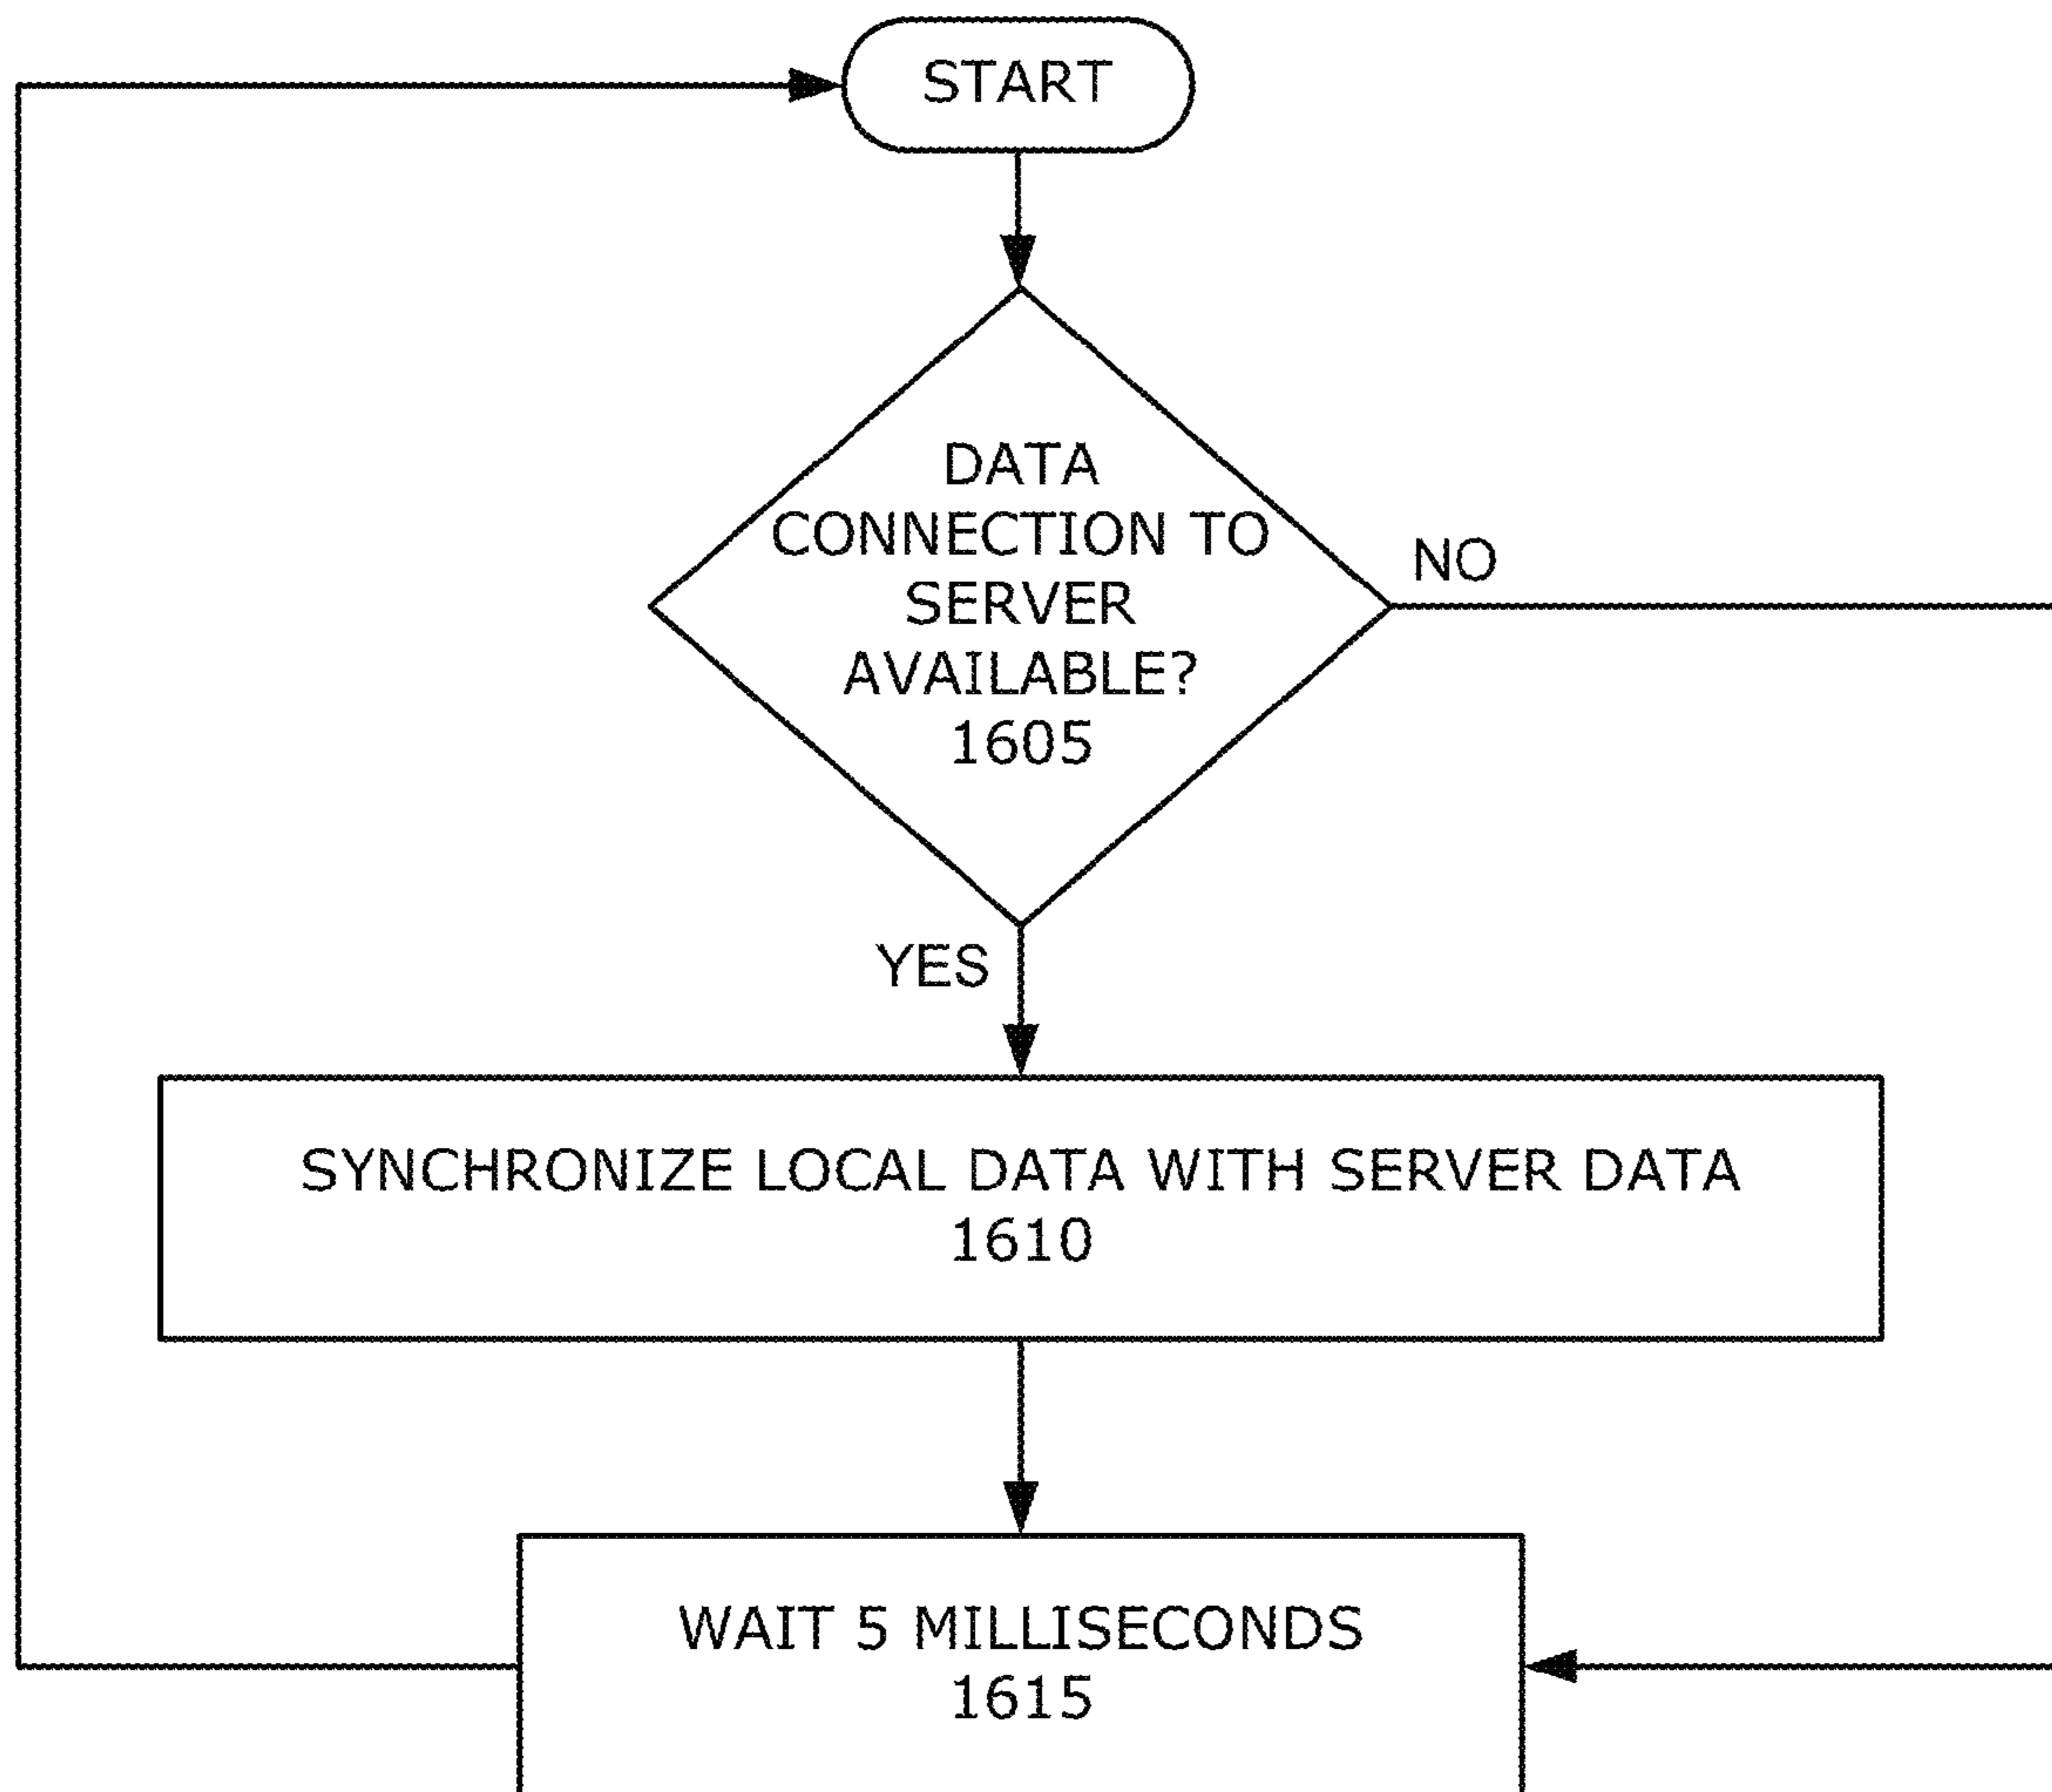 START
DATA
CONNECTION TO
SERVER
AVAILABLE?
1605
NO
YES
SYNCHRONIZE LOCAL DATA WITH SERVER DATA
1610
WAIT 5 MILLISECONDS
1615